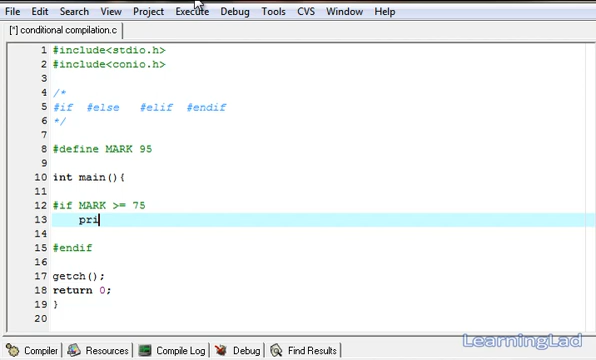 File Edit Search View Project Execute Debug Tools CVS Window Help
[*] conditional compilation.c
1 #include<stdio.h>
2 #include<conio.h>
3
4 /*
5 #if #else #elif #endif
6 */
7
8 #define MARK 95
9
10 int main(){
11
12 #if MARK >= 75
13 pri
14
15 #endif
16
17 getch();
18 return 0;
19 }
20
LearningLad
Compiler Resources Compile Log Debug Find Results